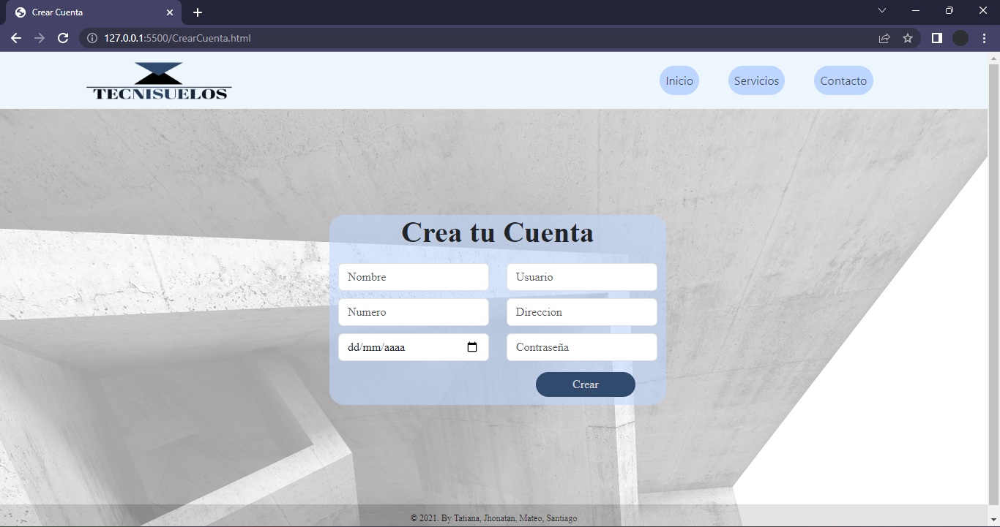 Crear Cuenta
127.0.0.1:5500/CrearCuenta.html
TECNISUELOS
Inicio Servicios Contacto
Crea tu Cuenta
Nombre Usuario
Numero Direccion
dd/mm/aaaa Contraseña
Crear
© 2021. By Tatiana, Jhonatan, Mateo, Santiago